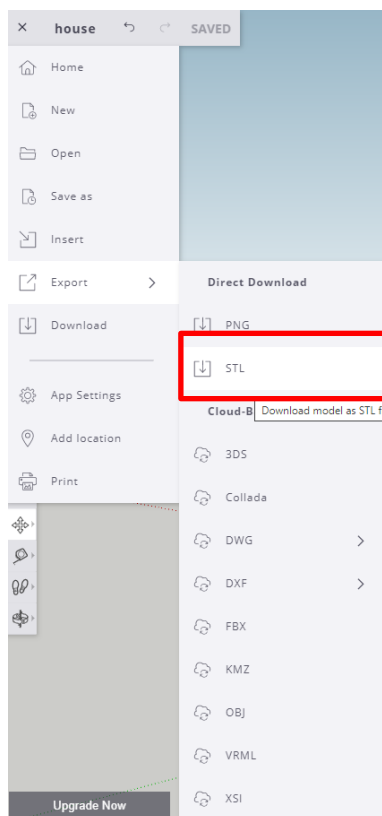 × house SAVED
Home
New
Open
Save as
Insert
Export
Download
App Settings
Add location
Print
Upgrade Now
Direct Download
PNG
STL
Cloud-B
Download model as STL f
3DS
Collada
DWG
DXF
FBX
KMZ
OBJ
VRML
XSI